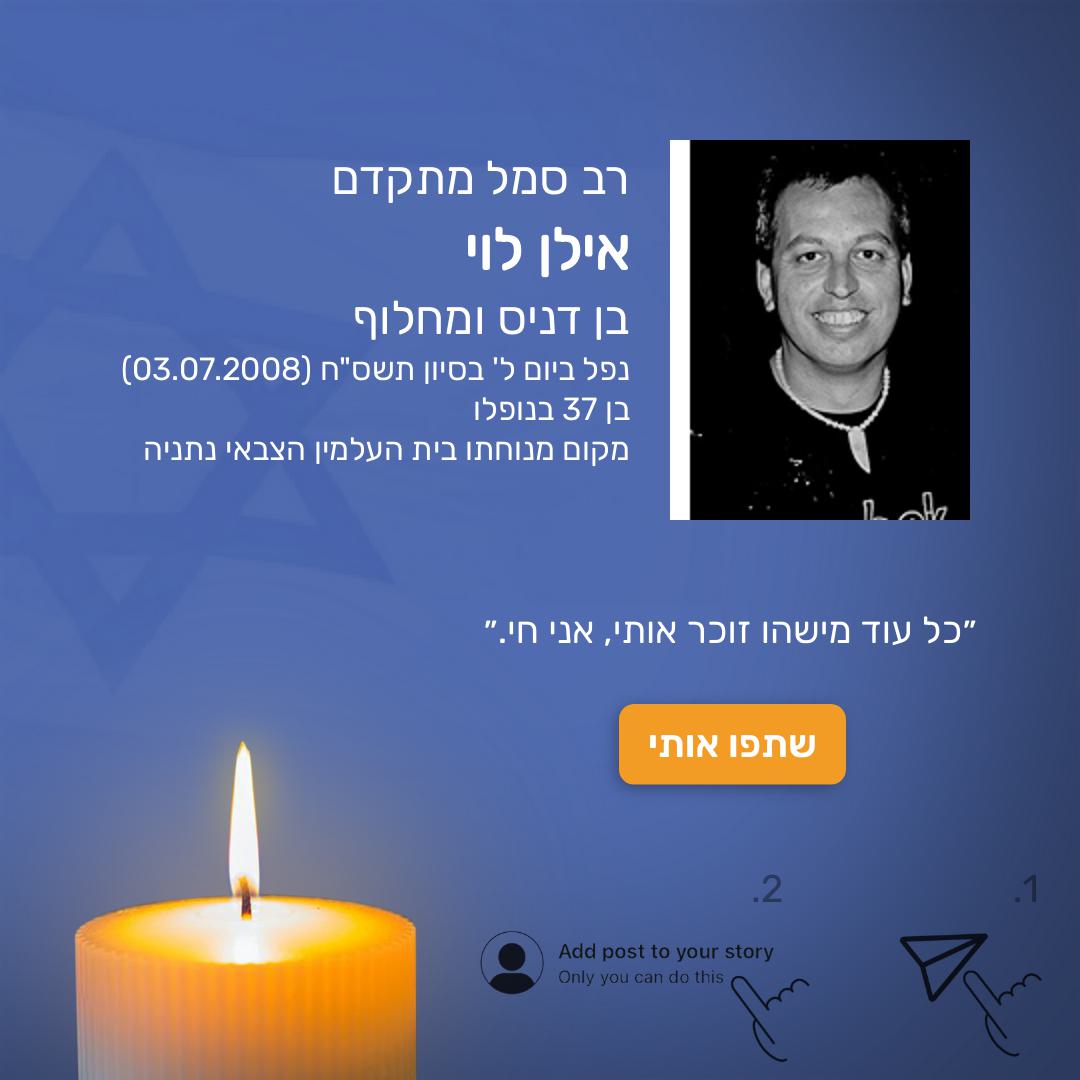 רב סמל מתקדם
אילן לוי
בן דניס ומחלוף
נפל ביום ל' בסיון תשס"ח (03.07.2008)
בן 37 בנופלו
מקום מנוחתו בית העלמין הצבאי נתניה
״כל עוד מישהו זוכר אותי, אני חי.״
שתפו אותי
.1
.2
Add post to your story
Only you can do this